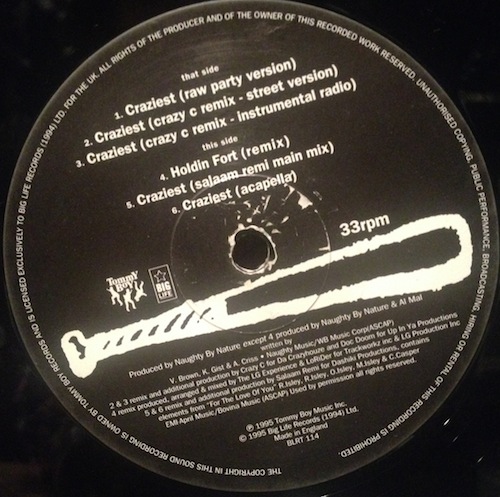 that side
1. Craziest (raw party version)
2. Craziest (crazy c remix - street version)
3. Craziest (crazy c remix - instrumental radio)
this side
4. Holdin Fort (remix)
5. Craziest (salaam remi main mix)
6. Craziest (acapella)
33rpm
TOMMY BOY
BIG LIFE
Produced by Naughty By Nature except 4 produced by Naughty By Nature & Al Mal
written by
V. Brown, K. Gist & A. Criss • Naughty Music/WB Music Corp(ASCAP)
2 & 3 remix and additional production by Crazy C for Da Crazyhouze and Doc Doom for Up In Ya Productions
4 remix produced, arranged & mixed by The LG Experience & LoRider for Trackworkz inc & LG Production Inc
5 & 6 remix and additional production by Salaam Remi for Daishiki Productions, contains
elements from "For The Love Of You", R.Isley, R.Isley, O.Isley, M.Isley & C.Casper
EMI April Music/Bovina Music (ASCAP) Used by permission all rights reserved.
℗ 1995 Tommy Boy Music Inc.
© 1995 Big Life Records (1994) Ltd.
Made in England
BLRT 114
THE COPYRIGHT IN THIS SOUND RECORDING IS OWNED BY TOMMY BOY RECORDS AND IS LICENSED EXCLUSIVELY TO BIG LIFE RECORDS (1994) LTD. FOR THE UK. ALL RIGHTS OF THE PRODUCER AND OF THE OWNER OF THIS RECORDED WORK RESERVED. UNAUTHORISED COPYING, PUBLIC PERFORMANCE, BROADCASTING HIRING OR RENTAL OF THIS RECORDING IS PROHIBITED.